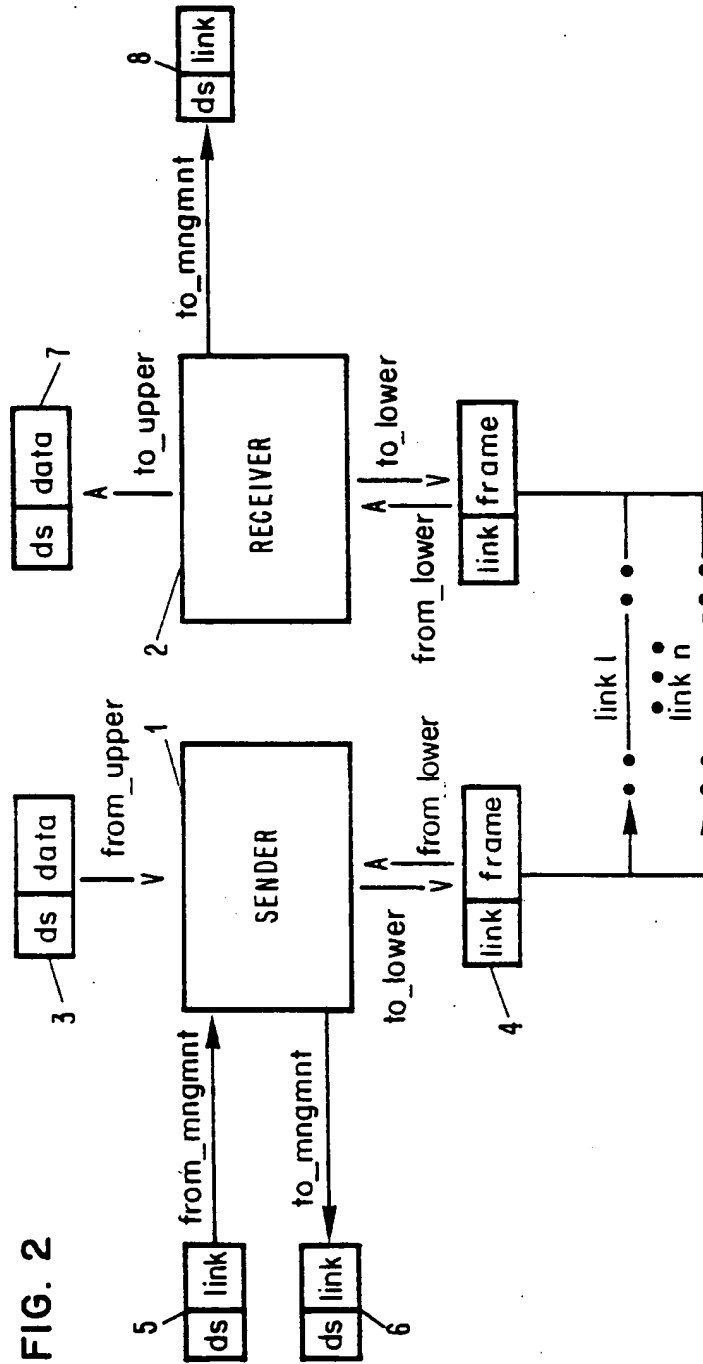 FIG. 2
3
ds data
from_upper
7
ds data
to_upper
5
ds link
from_mngmnt
1
SENDER
2
RECEIVER
to_mngmnt
8
ds link
to_mngmnt
6
ds link
to_lower
from_lower
from_lower
to_lower
4
link frame
link frame
link 1
link n